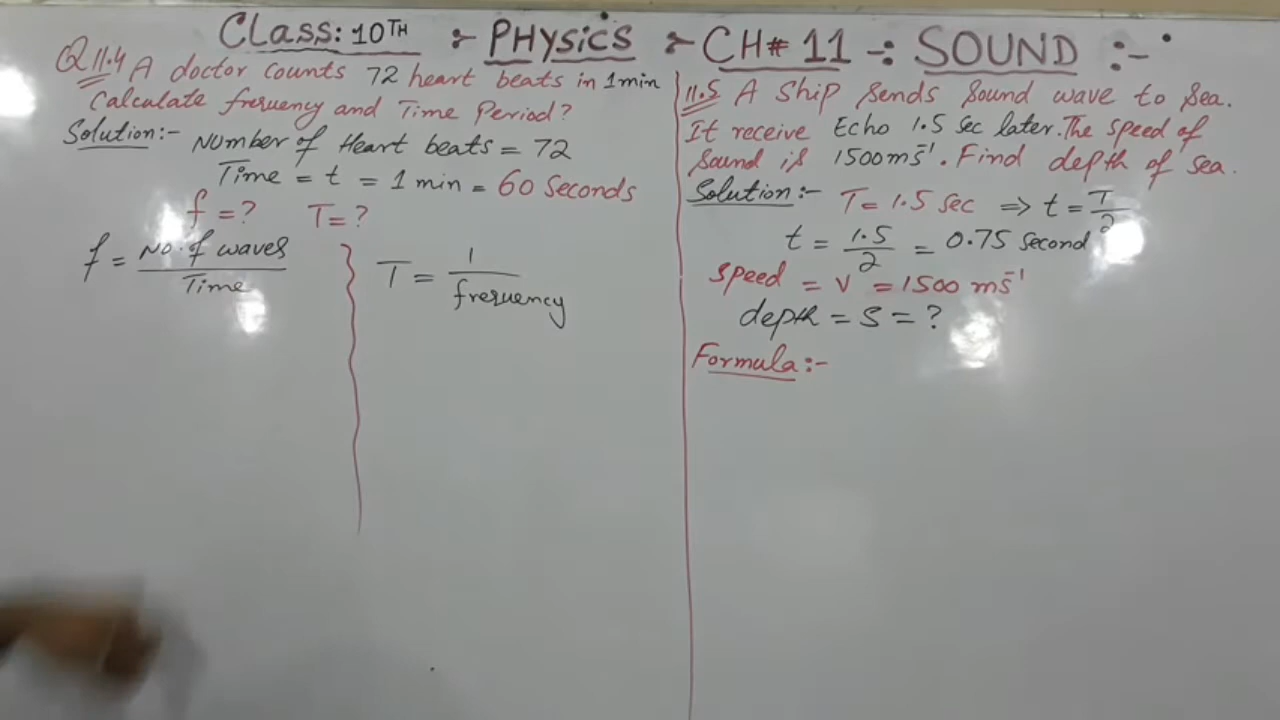 Class: 10TH :- PHYSICS :- CH# 11 -: SOUND :-
Q11.4 A doctor counts 72 heart beats in 1min
Calculate freruency and Time Period?
Solution:- Number of Heart beats = 72
Time = t = 1 min = 60 Seconds
f = ? T = ?
f = No. of waves / Time
T = 1 / freruency
11.5 A Ship Sends Sound wave to Sea.
It receive Echo 1.5 Sec later. The speed of
Sound is 1500 ms⁻¹. Find depth of sea.
Solution:- T = 1.5 sec ⇒ t = T/2
t = 1.5/2 = 0.75 Second
Speed = v = 1500 ms⁻¹
depth = S = ?
Formula:-